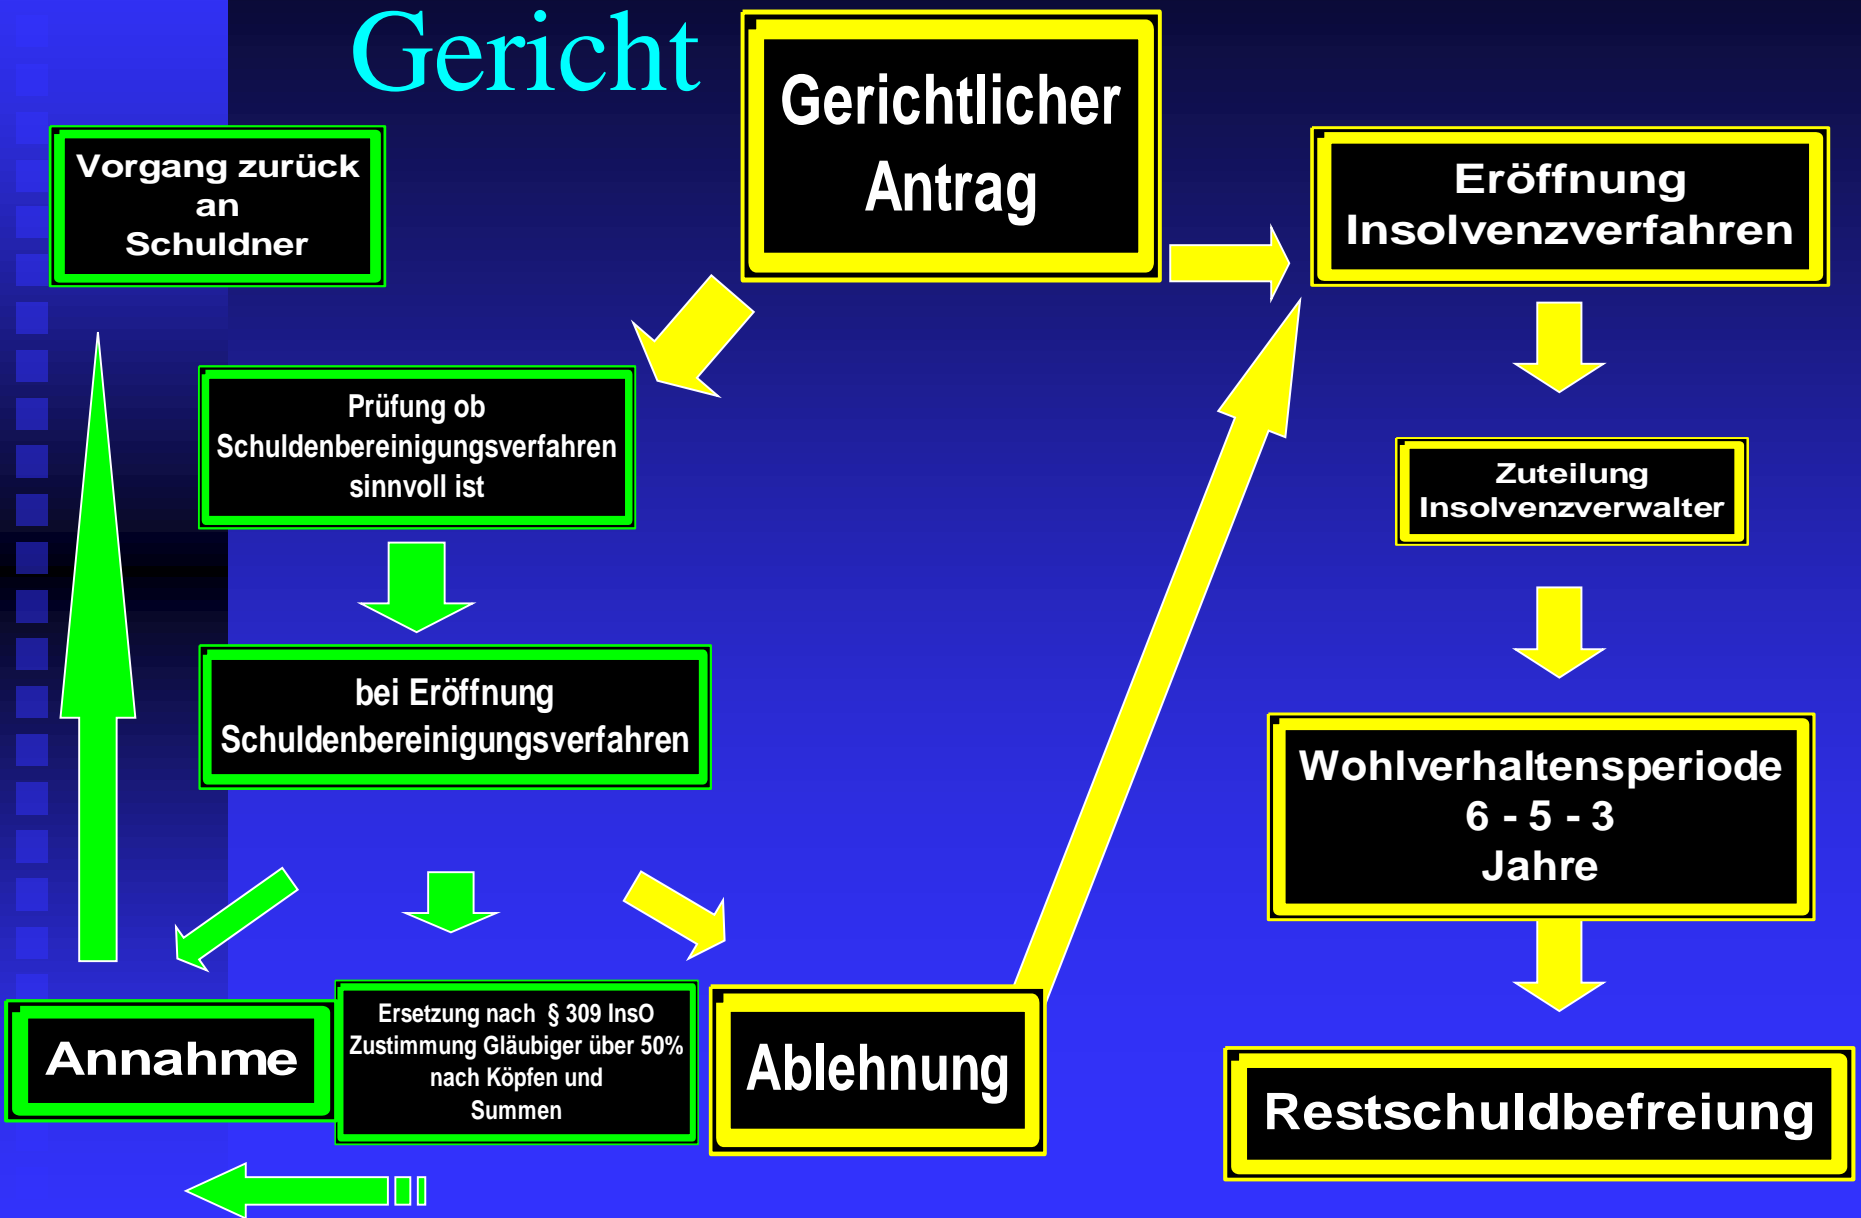 Gericht
Gerichtlicher
Antrag
Vorgang zurück
an
Schuldner
Eröffnung
Insolvenzverfahren
Prüfung ob
Schuldenbereinigungsverfahren
sinnvoll ist
Zuteilung
Insolvenzverwalter
bei Eröffnung
Schuldenbereinigungsverfahren
Wohlverhaltensperiode
6 - 5 - 3
Jahre
Annahme
Ersetzung nach § 309 InsO
Zustimmung Gläubiger über 50%
nach Köpfen und
Summen
Ablehnung
Restschuldbefreiung